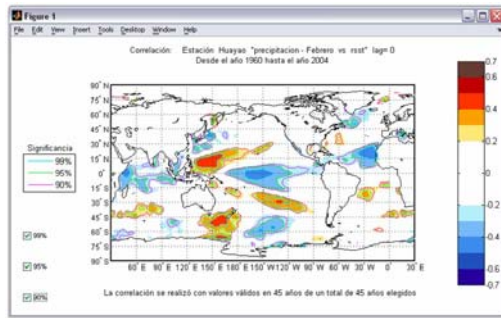 Figure 1
File Edit View Insert Tools Desktop Window Help
Correlación: Estación Huayao "precipitacion - Febrero vs rsst" lag= 0
Desde el año 1960 hasta el año 2004
90° N
75° N
60° N
45° N
30° N
15° N
0°
15° S
30° S
45° S
60° S
75° S
90° S
60° E 90° E 120° E 150° E 180° W 150° W 120° W 90° W 60° W 30° W 0° 30° E
Significancia
99%
95%
90%
99%
95%
90%
0.7
0.6
0.4
0.2
0
-0.2
-0.4
-0.6
-0.7
La correlación se realizó con valores válidos en 45 años de un total de 45 años elegidos